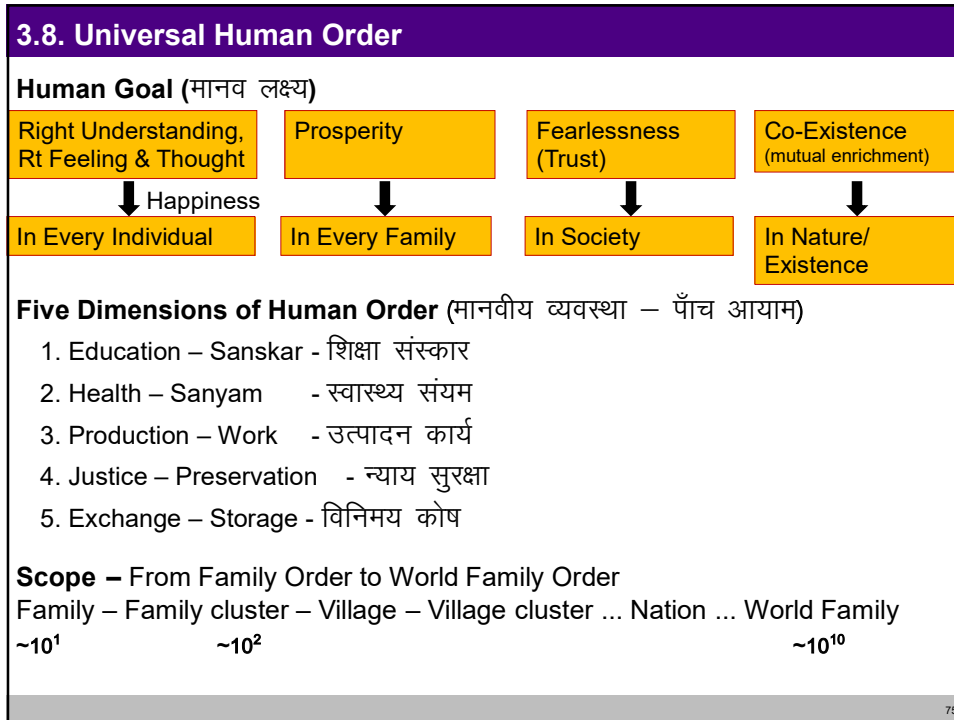 3.8. Universal Human Order
Human Goal (मानव लक्ष्य)
Right Understanding,
Rt Feeling & Thought
Prosperity
Fearlessness
(Trust)
Co-Existence
(mutual enrichment)
Happiness
In Every Individual
In Every Family
In Society
In Nature/
Existence
Five Dimensions of Human Order (मानवीय व्यवस्था – पाँच आयाम)
1. Education – Sanskar - शिक्षा संस्कार
2. Health – Sanyam - स्वास्थ्य संयम
3. Production – Work - उत्पादन कार्य
4. Justice – Preservation - न्याय सुरक्षा
5. Exchange – Storage - विनिमय कोष
Scope – From Family Order to World Family Order
Family – Family cluster – Village – Village cluster ... Nation ... World Family
~10¹ ~10² ~10¹⁰
75